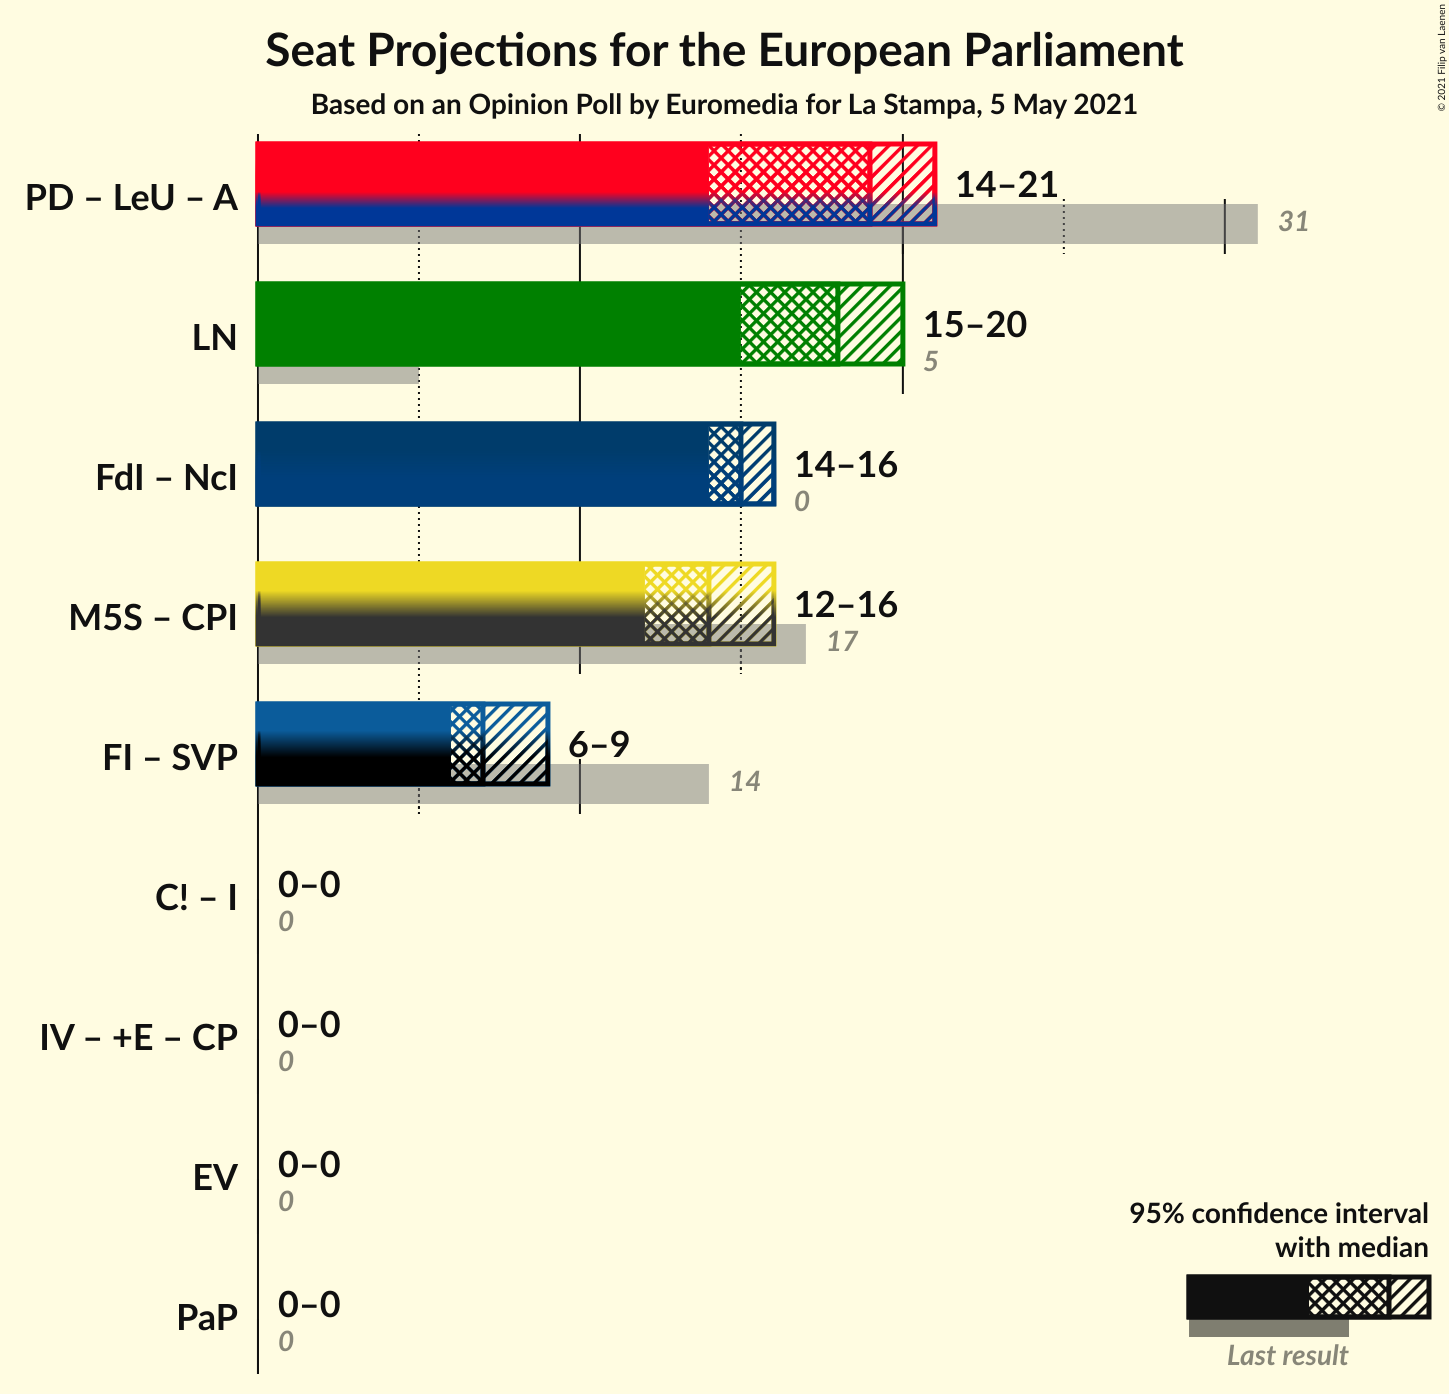 Seat Projections for the European Parliament
Based on an Opinion Poll by Euromedia for La Stampa, 5 May 2021
© 2021 Filip van Laenen
PD – LeU – A
14–21
31
LN
15–20
5
FdI – NcI
14–16
0
M5S – CPI
12–16
17
FI – SVP
6–9
14
C! – I
0–0
0
IV – +E – CP
0–0
0
EV
0–0
0
PaP
0–0
0
95% confidence interval
with median
Last result